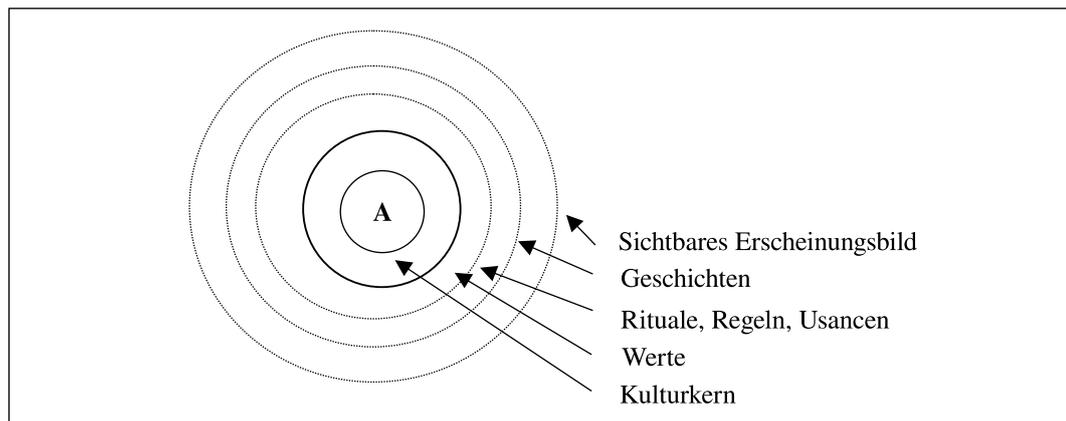 A
Sichtbares Erscheinungsbild
Geschichten
Rituale, Regeln, Usancen
Werte
Kulturkern